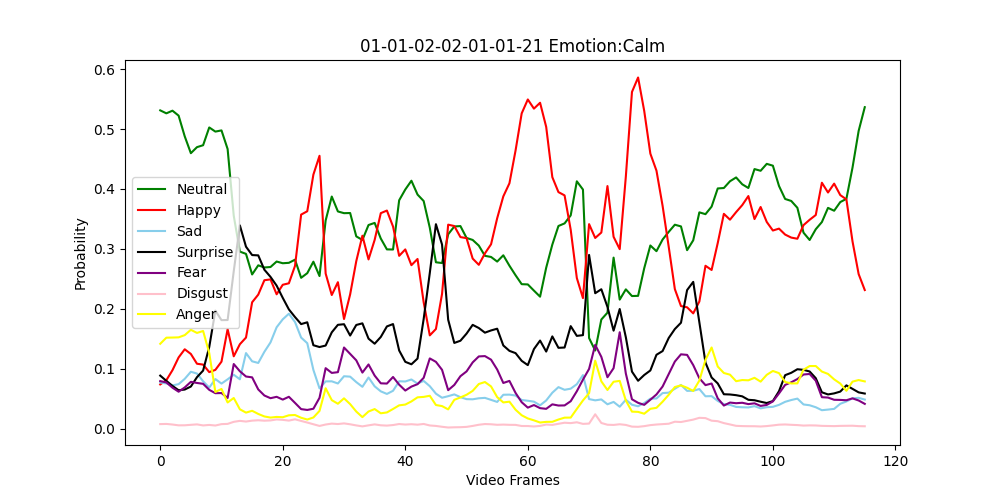 01-01-02-02-01-01-21 Emotion:Calm
Probability
0.6
0.5
0.4
0.3
0.2
0.1
0.0
Neutral
Happy
Sad
Surprise
Fear
Disgust
Anger
0 20 40 60 80 100 120
Video Frames